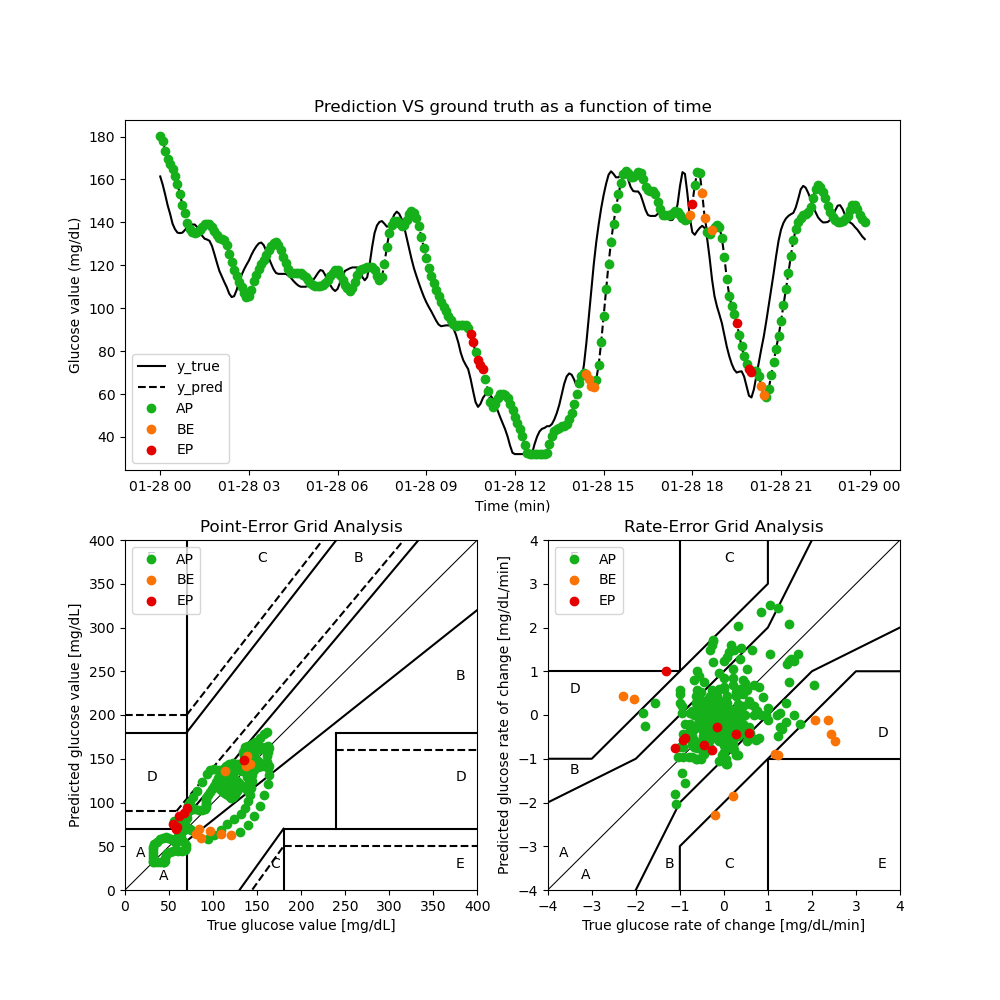 Prediction VS ground truth as a function of time
Glucose value (mg/dL)
180
160
140
120
100
80
60
40
y_true
y_pred
AP
BE
EP
01-28 00 01-28 03 01-28 06 01-28 09 01-28 12 01-28 15 01-28 18 01-28 21 01-29 00
Time (min)
Point-Error Grid Analysis
Predicted glucose value [mg/dL]
400
350
300
250
200
150
100
50
0
AP
BE
EP
C
B
B
D
D
A
A
C
E
0 50 100 150 200 250 300 350 400
True glucose value [mg/dL]
Rate-Error Grid Analysis
Predicted glucose rate of change [mg/dL/min]
4
3
2
1
0
−1
−2
−3
−4
AP
BE
EP
C
D
D
B
A
A
B
C
E
−4 −3 −2 −1 0 1 2 3 4
True glucose rate of change [mg/dL/min]